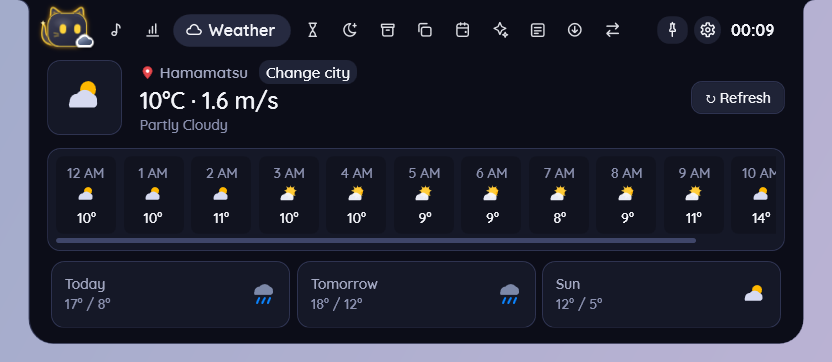 Weather
00:09
Hamamatsu Change city
10°C · 1.6 m/s
Partly Cloudy
↻ Refresh
12 AM 1 AM 2 AM 3 AM 4 AM 5 AM 6 AM 7 AM 8 AM 9 AM 10 AM
10° 10° 11° 10° 10° 9° 9° 8° 9° 11° 14°
Today
17° / 8°
Tomorrow
18° / 12°
Sun
12° / 5°